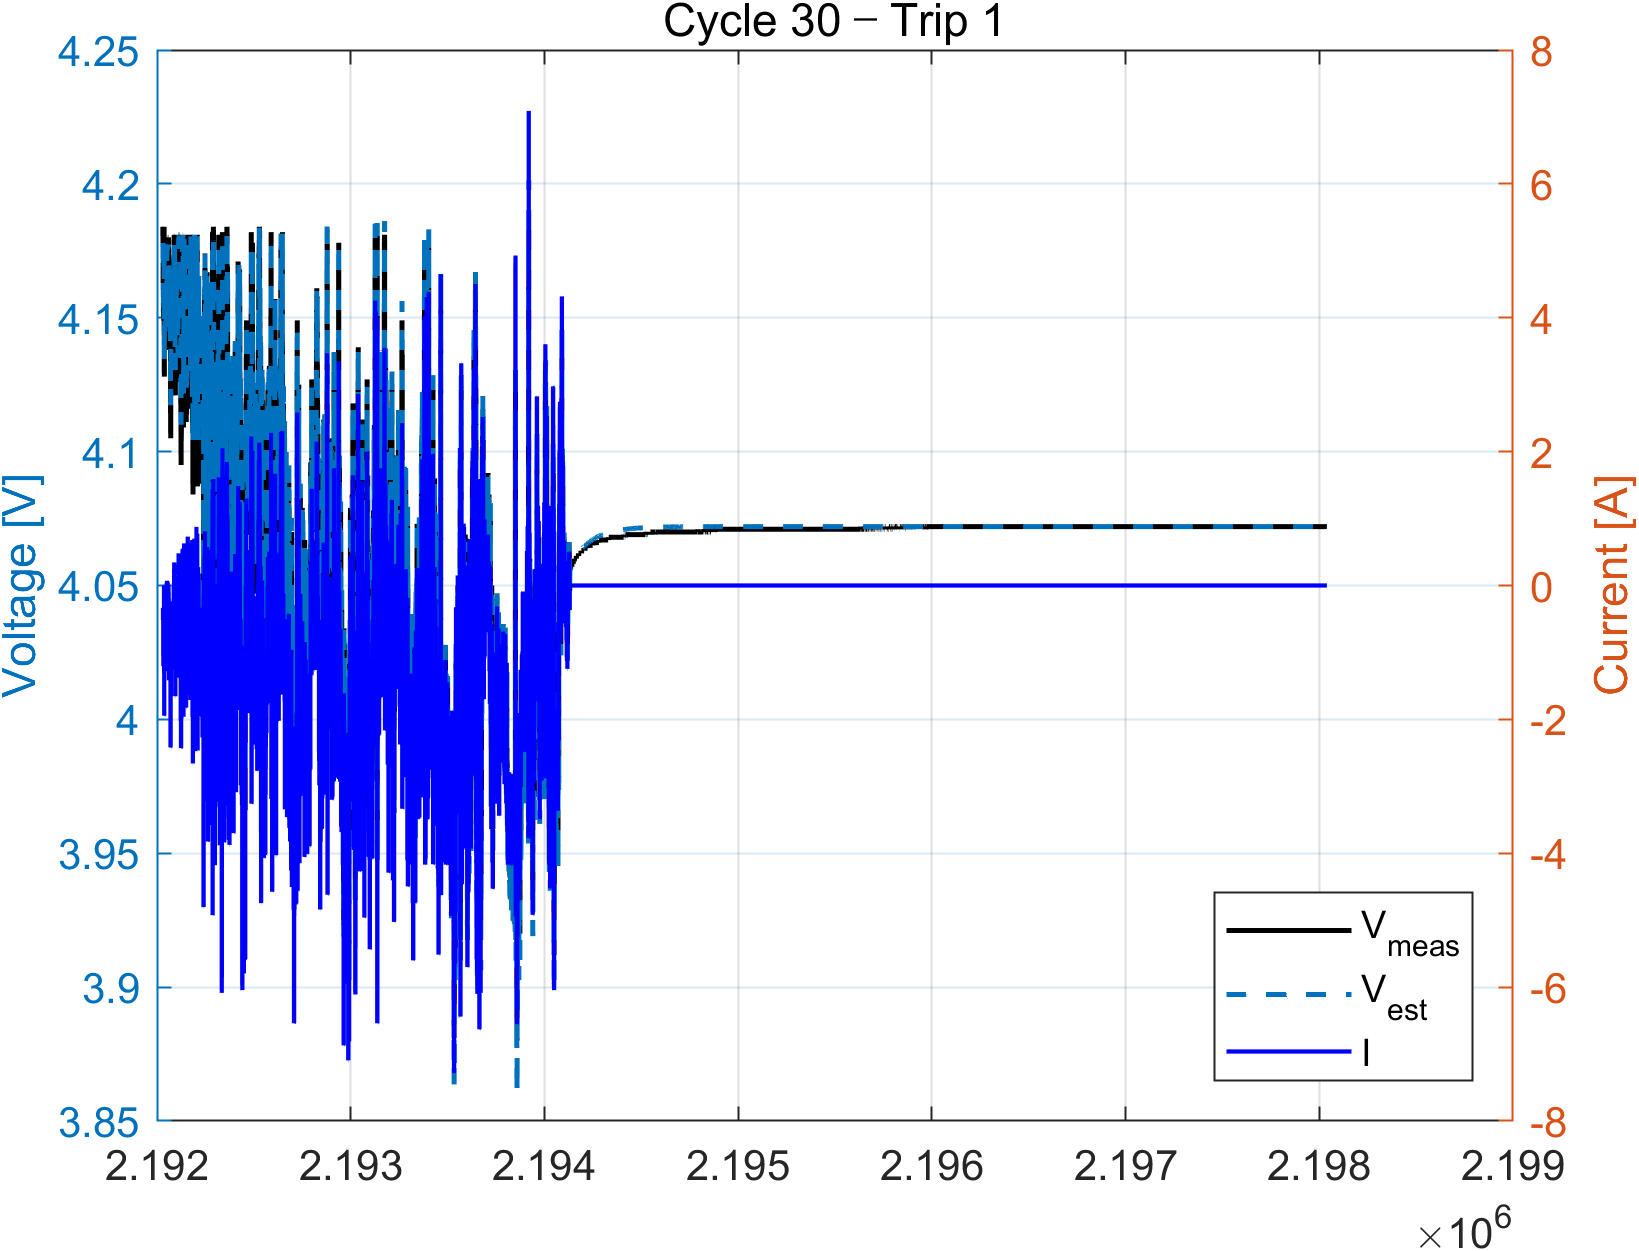 Cycle 30 − Trip 1
Voltage [V]
4.25
4.2
4.15
4.1
4.05
4
3.95
3.9
3.85
8
6
4
2
0
-2
-4
-6
-8
Current [A]
V_meas
V_est
I
2.192 2.193 2.194 2.195 2.196 2.197 2.198 2.199
×10^6